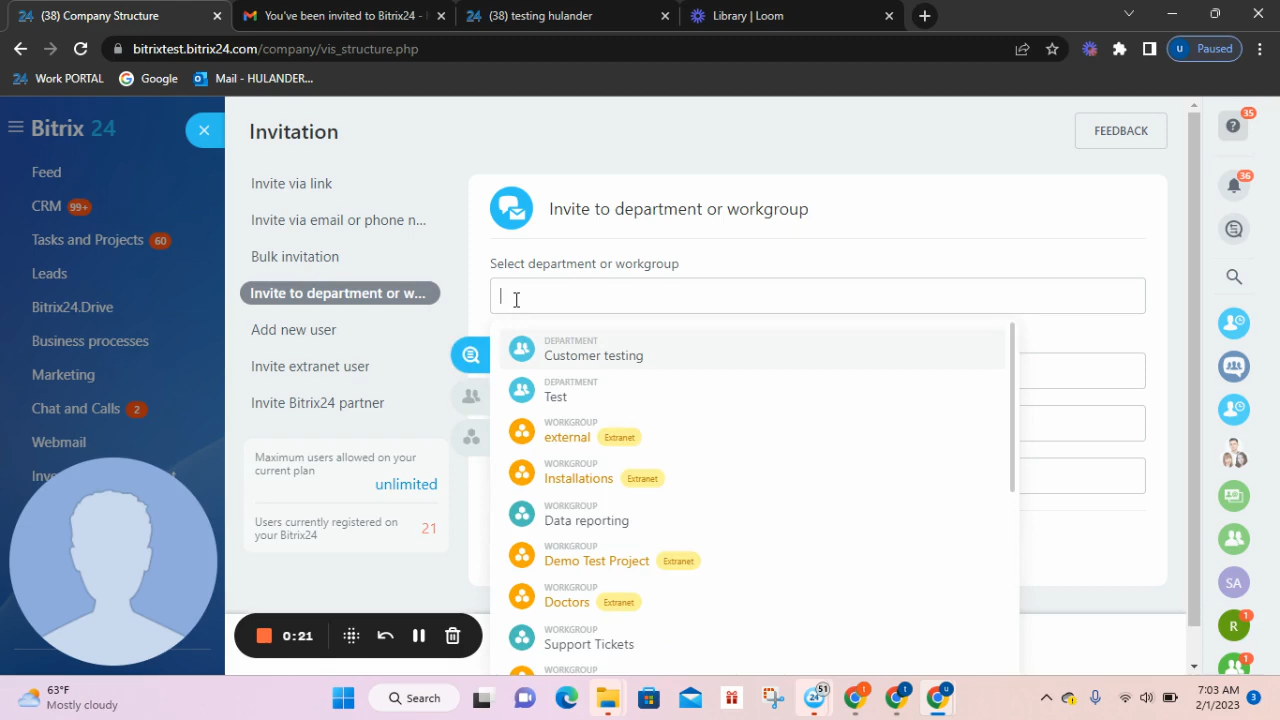 24 (38) Company Structure
You've been invited to Bitrix24 -
24 (38) testing hulander
Library | Loom
bitrixtest.bitrix24.com/company/vis_structure.php
u Paused
24 Work PORTAL
Google
Mail - HULANDER...
Bitrix 24
Feed
CRM 99+
Tasks and Projects 60
Leads
Bitrix24.Drive
Business processes
Marketing
Chat and Calls 2
Webmail
Invitation
FEEDBACK
Invite via link
Invite via email or phone n...
Bulk invitation
Invite to department or w...
Add new user
Invite extranet user
Invite Bitrix24 partner
Maximum users allowed on your
current plan
unlimited
Users currently registered on
your Bitrix24
21
Invite to department or workgroup
Select department or workgroup
DEPARTMENT
Customer testing
DEPARTMENT
Test
WORKGROUP
external Extranet
WORKGROUP
Installations Extranet
WORKGROUP
Data reporting
WORKGROUP
Demo Test Project Extranet
WORKGROUP
Doctors Extranet
WORKGROUP
Support Tickets
WORKGROUP
35
36
SA
R 1
1
0:21
63°F
Mostly cloudy
Search
24 51
t
t
u
7:03 AM
2/1/2023
3